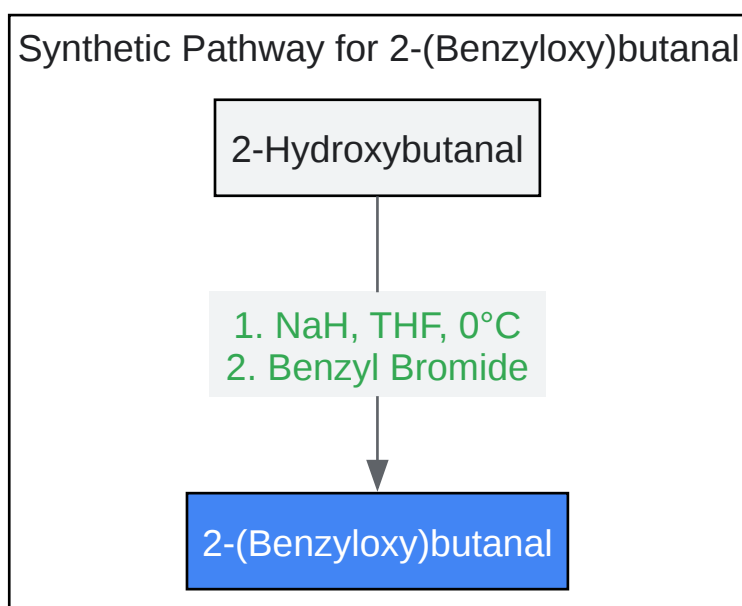 Synthetic Pathway for 2-(Benzyloxy)butanal
2-Hydroxybutanal
1. NaH, THF, 0°C
2. Benzyl Bromide
2-(Benzyloxy)butanal